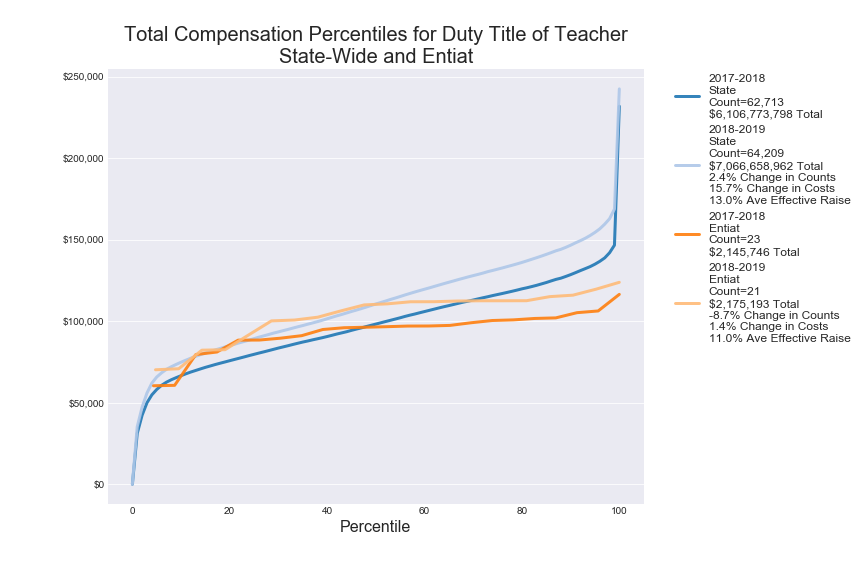 Total Compensation Percentiles for Duty Title of Teacher
State-Wide and Entiat
$250,000
$200,000
$150,000
$100,000
$50,000
$0
0
20
40
60
80
100
Percentile
2017-2018
State
Count=62,713
$6,106,773,798 Total
2018-2019
State
Count=64,209
$7,066,658,962 Total
2.4% Change in Counts
15.7% Change in Costs
13.0% Ave Effective Raise
2017-2018
Entiat
Count=23
$2,145,746 Total
2018-2019
Entiat
Count=21
$2,175,193 Total
-8.7% Change in Counts
1.4% Change in Costs
11.0% Ave Effective Raise